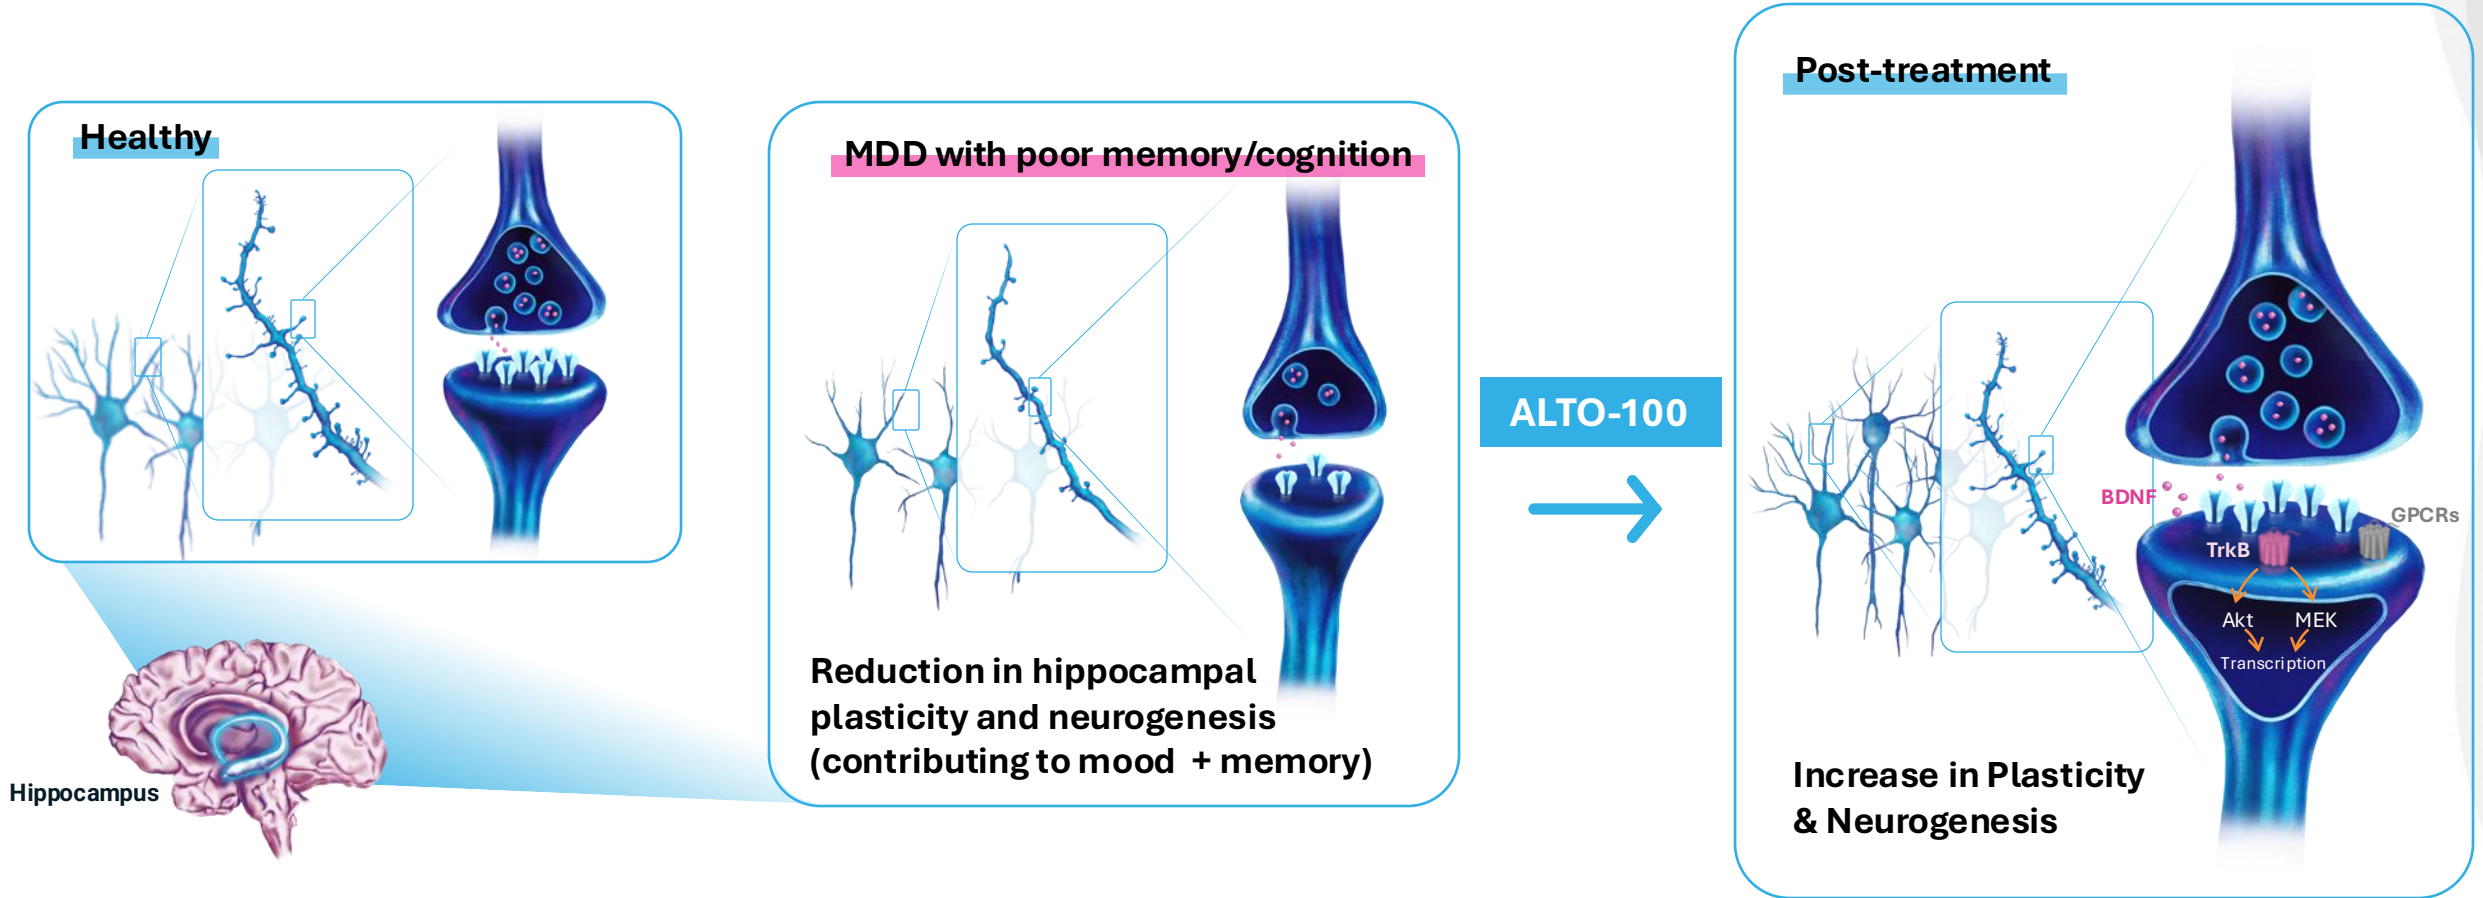 Healthy
Hippocampus
MDD with poor memory/cognition
Reduction in hippocampal
plasticity and neurogenesis
(contributing to mood + memory)
ALTO-100
Post-treatment
BDNF
GPCRs
TrkB
Akt MEK
Transcription
Increase in Plasticity
& Neurogenesis